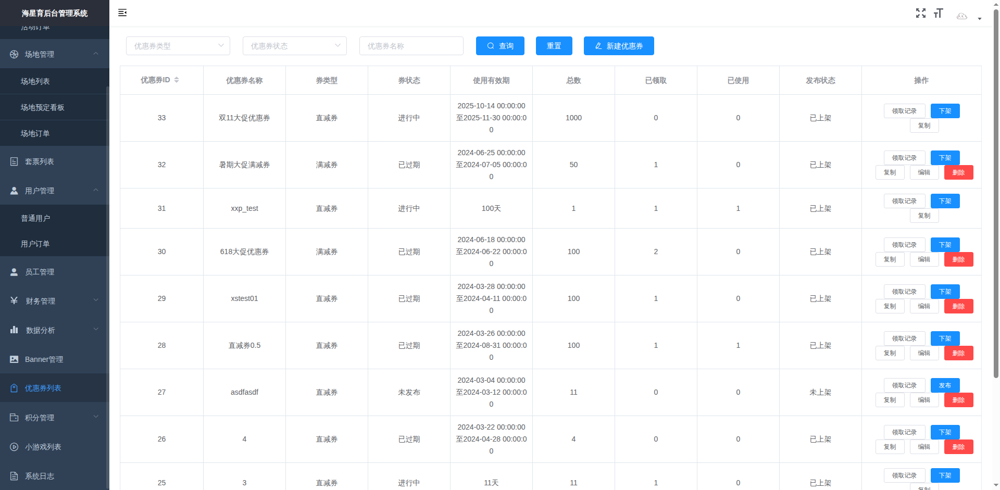 海星育后台管理系统
活动订单
场地管理
场地列表
场地预定看板
场地订单
套票列表
用户管理
普通用户
用户订单
员工管理
财务管理
数据分析
Banner管理
优惠券列表
积分管理
小游戏列表
系统日志
优惠券类型 优惠券状态 优惠券名称 查询 重置 新建优惠券
优惠券ID 优惠券名称 券类型 券状态 使用有效期 总数 已领取 已使用 发布状态 操作
33 双11大促优惠券 直减券 进行中 2025-10-14 00:00:00
至2025-11-30 00:00:0
0 1000 0 0 已上架 领取记录 下架
复制
32 暑期大促满减券 满减券 已过期 2024-06-25 00:00:00
至2024-07-05 00:00:0
0 50 1 0 已上架 领取记录 下架
复制 编辑 删除
31 xxp_test 直减券 进行中 100天 1 1 1 已上架 领取记录 下架
复制
30 618大促优惠券 满减券 已过期 2024-06-18 00:00:00
至2024-06-22 00:00:0
0 100 2 0 已上架 领取记录 下架
复制 编辑 删除
29 xstest01 直减券 已过期 2024-03-28 00:00:00
至2024-04-11 00:00:0
0 100 1 0 已上架 领取记录 下架
复制 编辑 删除
28 直减券0.5 直减券 已过期 2024-03-26 00:00:00
至2024-08-31 00:00:0
0 100 1 1 已上架 领取记录 下架
复制 编辑 删除
27 asdfasdf 直减券 未发布 2024-03-04 00:00:00
至2024-03-12 00:00:0
0 11 0 0 未上架 领取记录 发布
复制 编辑 删除
26 4 直减券 已过期 2024-03-22 00:00:00
至2024-04-28 00:00:0
0 4 0 0 已上架 领取记录 下架
复制 编辑 删除
25 3 直减券 进行中 11天 11 1 0 已上架 领取记录 下架
复制